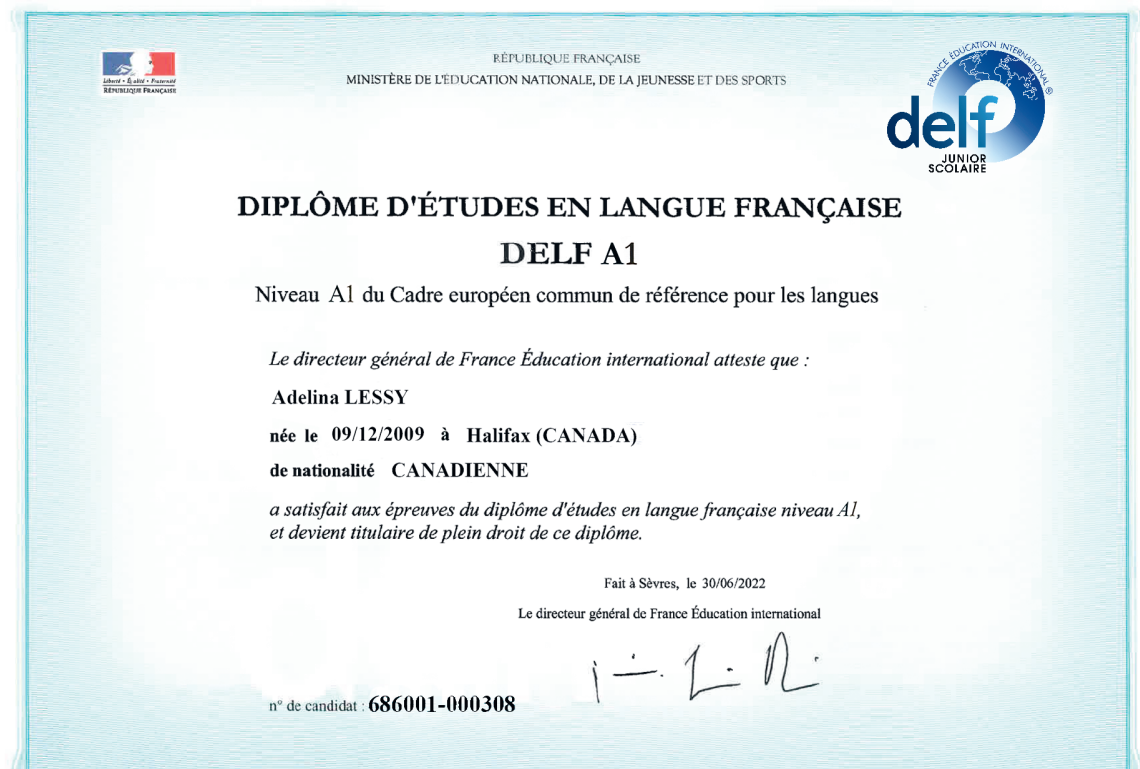 Liberté • Égalité • Fraternité
RÉPUBLIQUE FRANÇAISE
RÉPUBLIQUE FRANÇAISE
MINISTÈRE DE L'ÉDUCATION NATIONALE, DE LA JEUNESSE ET DES SPORTS
FRANCE ÉDUCATION INTERNATIONAL®
delf
JUNIOR
SCOLAIRE
DIPLÔME D'ÉTUDES EN LANGUE FRANÇAISE
DELF A1
Niveau A1 du Cadre européen commun de référence pour les langues
Le directeur général de France Éducation international atteste que :
Adelina LESSY
née le 09/12/2009 à Halifax (CANADA)
de nationalité CANADIENNE
a satisfait aux épreuves du diplôme d'études en langue française niveau A1,
et devient titulaire de plein droit de ce diplôme.
Fait à Sèvres, le 30/06/2022
Le directeur général de France Éducation international
n° de candidat : 686001-000308